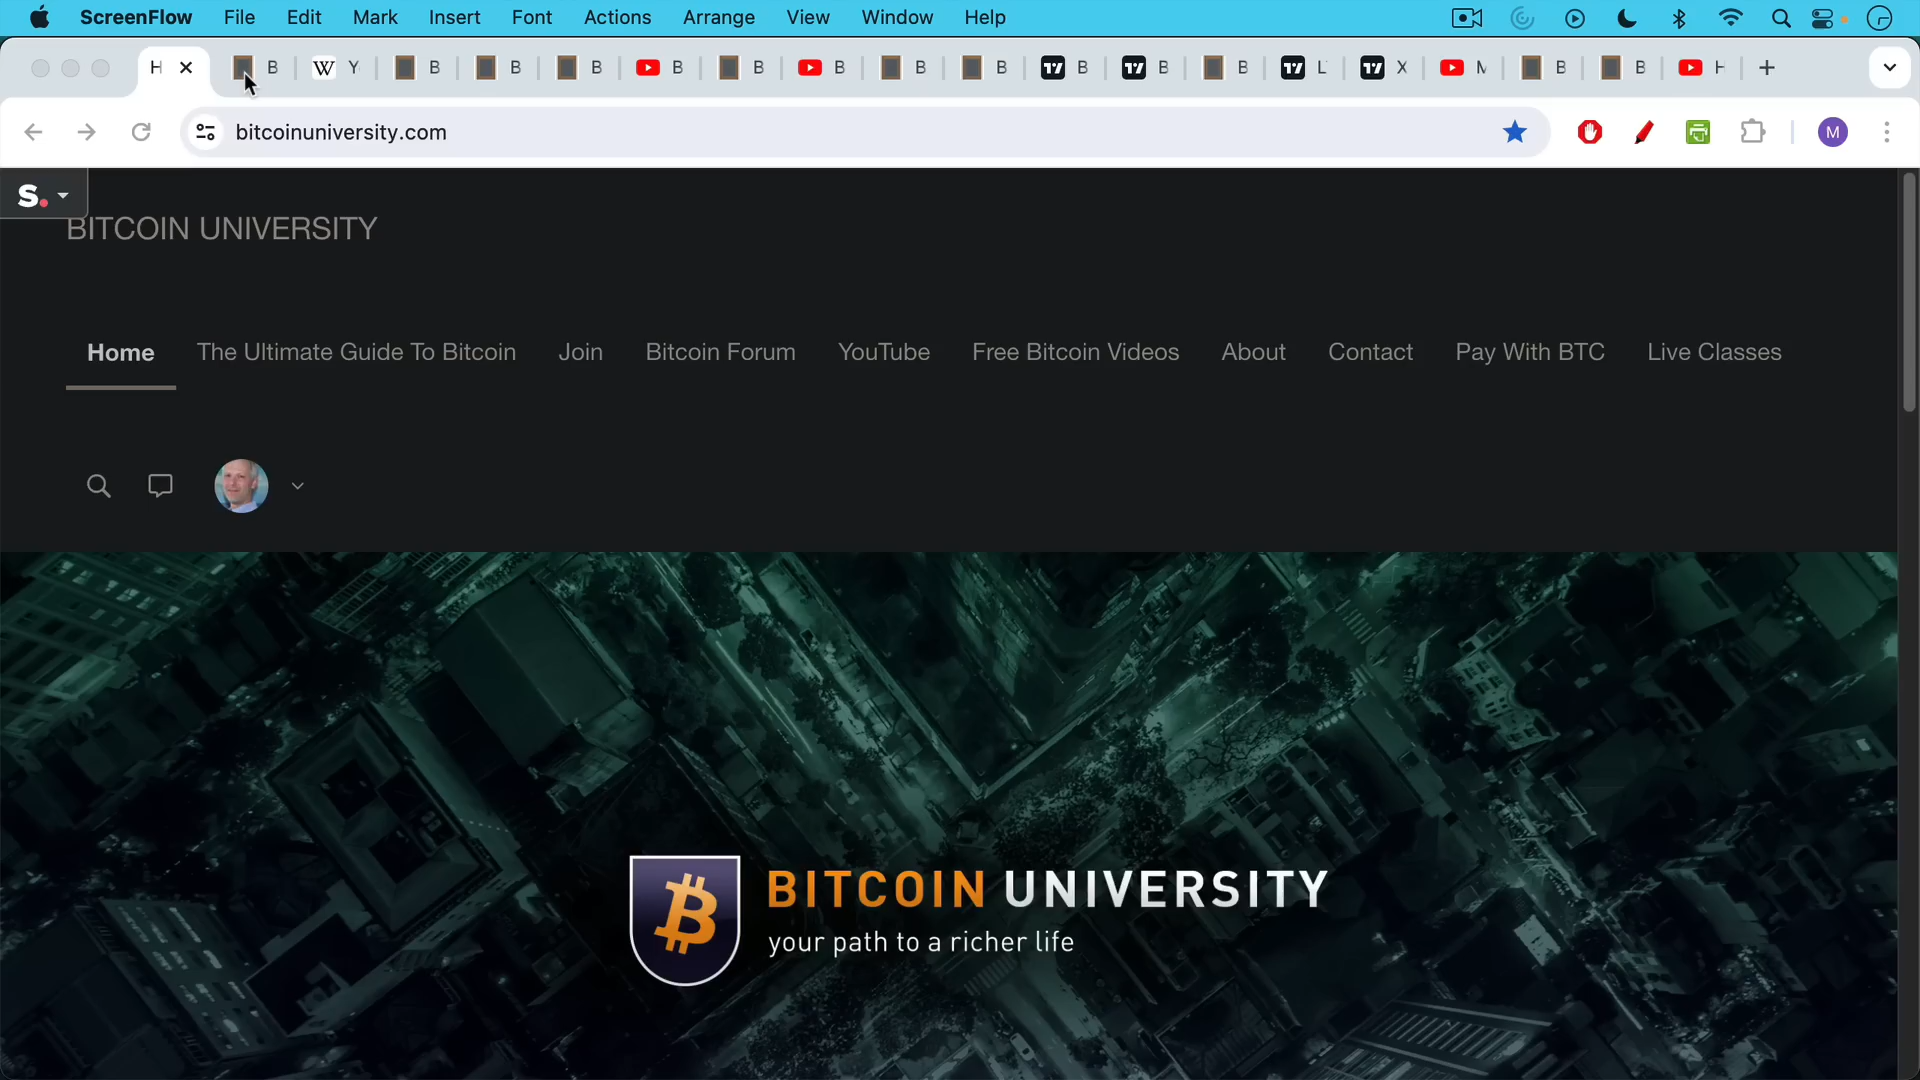 ScreenFlow File Edit Mark Insert Font Actions Arrange View Window Help
H B W Y B B B B B B B B B B B L X M B B H
bitcoinuniversity.com
M
S.
BITCOIN UNIVERSITY
Home The Ultimate Guide To Bitcoin Join Bitcoin Forum YouTube Free Bitcoin Videos About Contact Pay With BTC Live Classes
BITCOIN UNIVERSITY
your path to a richer life